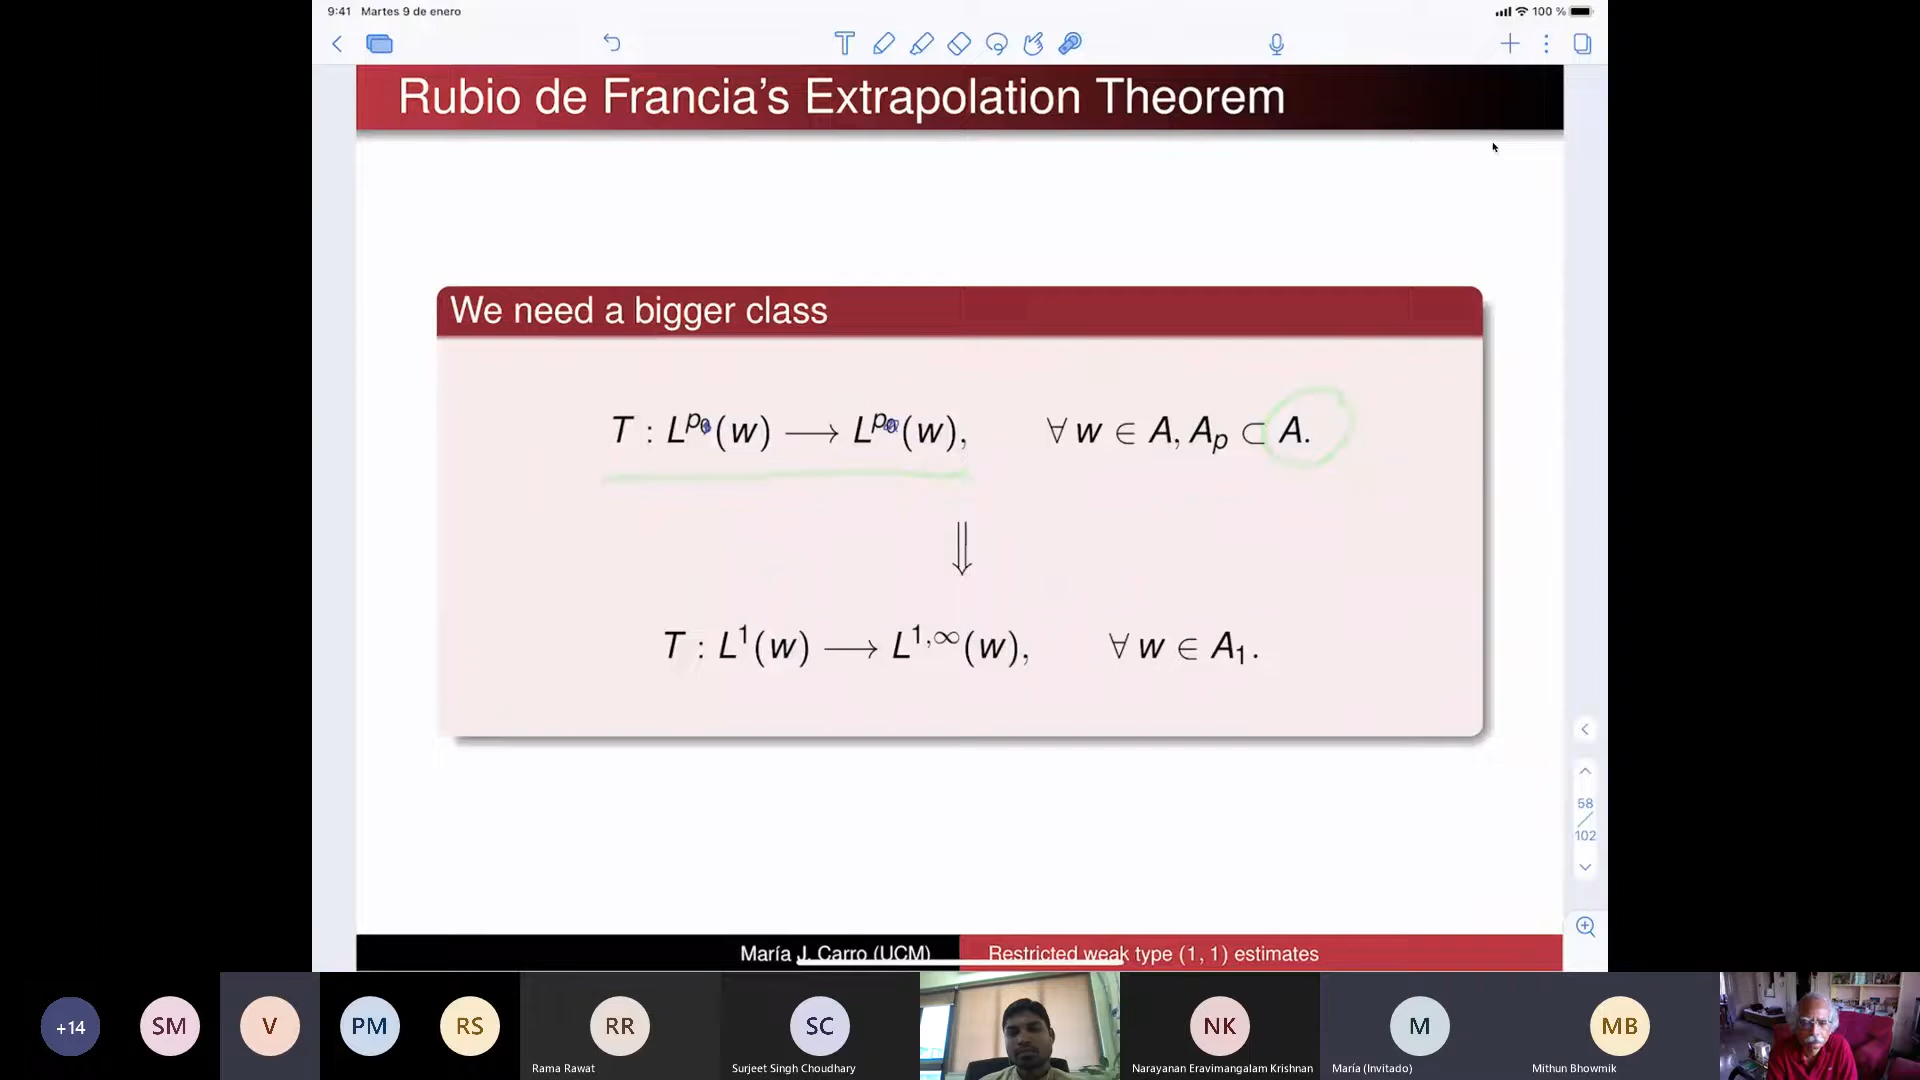 9:41 Martes 9 de enero
100 %
Rubio de Francia's Extrapolation Theorem
We need a bigger class
T : L^{p_0}(w) ⟶ L^{p_0}(w), ∀ w ∈ A, A_p ⊂ A.
⇓
T : L^1(w) ⟶ L^{1,∞}(w), ∀ w ∈ A_1.
58
102
María J. Carro (UCM) Restricted weak type (1, 1) estimates
+14 SM V PM RS RR SC NK M MB
Rama Rawat Surjeet Singh Choudhary Narayanan Eravimangalam Krishnan María (Invitado) Mithun Bhowmik